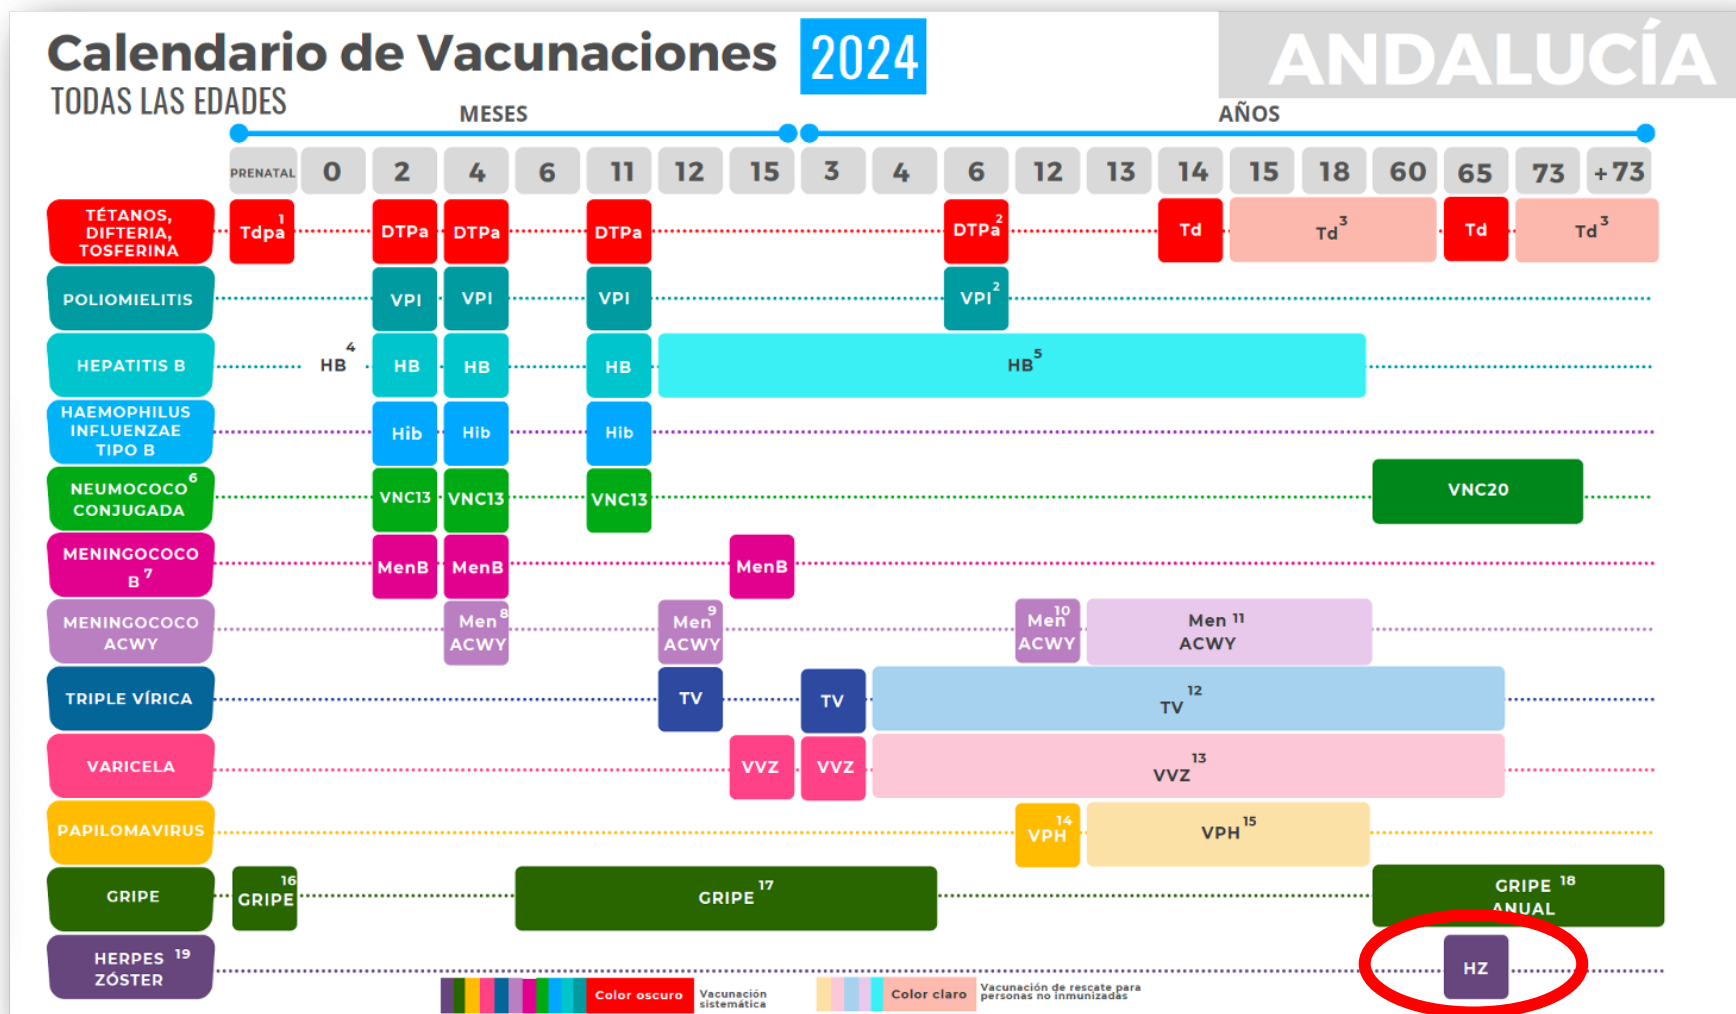 Calendario de Vacunaciones 2024
ANDALUCÍA
TODAS LAS EDADES
MESES
AÑOS
PRENATAL 0 2 4 6 11 12 15 3 4 6 12 13 14 15 18 60 65 73 +73
TÉTANOS,
DIFTERIA,
TOSFERINA
Tdpa 1 DTPa DTPa DTPa DTPa 2 Td Td 3 Td Td 3
POLIOMIELITIS VPI VPI VPI VPI 2
HEPATITIS B HB 4 HB HB HB HB 5
HAEMOPHILUS
INFLUENZAE
TIPO B
Hib Hib Hib
NEUMOCOCO 6
CONJUGADA
VNC13 VNC13 VNC13 VNC20
MENINGOCOCO
B 7
MenB MenB MenB
MENINGOCOCO
ACWY
Men 8
ACWY
Men 9
ACWY
Men 10
ACWY
Men 11
ACWY
TRIPLE VÍRICA TV TV TV 12
VARICELA VVZ VVZ VVZ 13
PAPILOMAVIRUS VPH 14 VPH 15
GRIPE GRIPE 16 GRIPE 17
GRIPE 18
ANUAL
HERPES 19
ZÓSTER
HZ
Color oscuro
Vacunación
sistemática
Color claro
Vacunación de rescate para
personas no inmunizadas